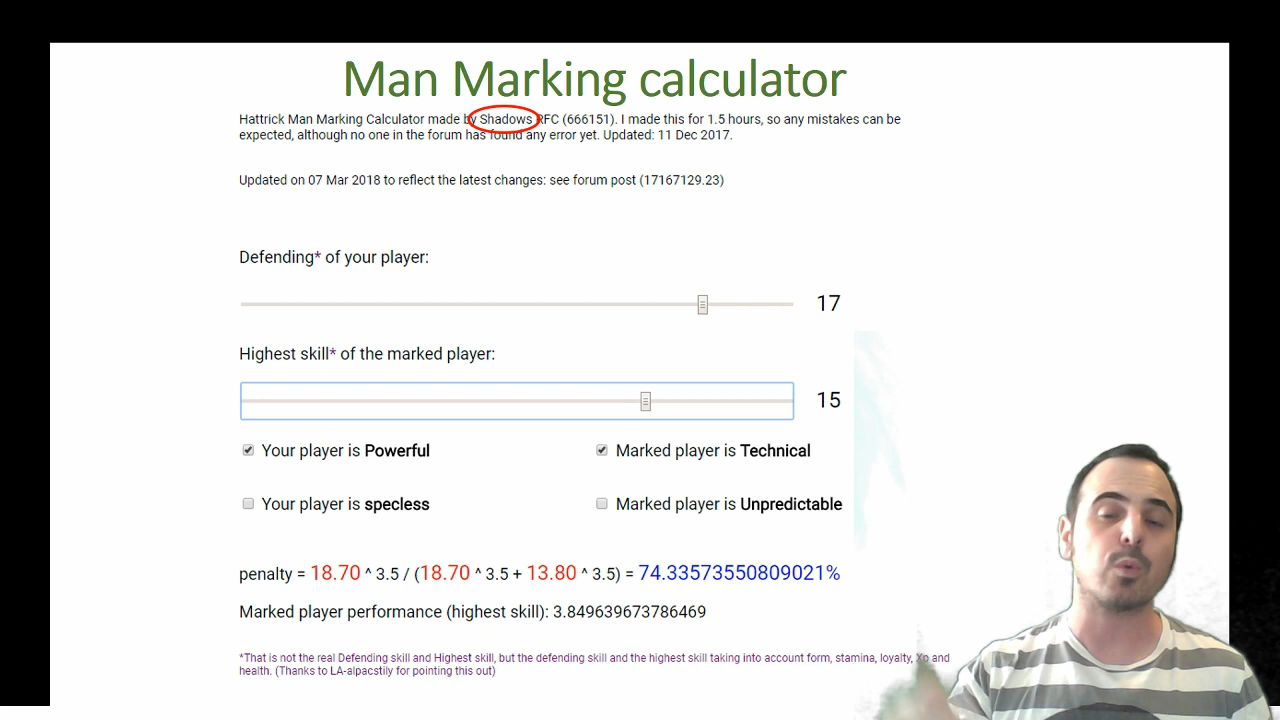 Man Marking calculator
Hattrick Man Marking Calculator made by Shadows RFC (666151). I made this for 1.5 hours, so any mistakes can be
expected, although no one in the forum has found any error yet. Updated: 11 Dec 2017.
Updated on 07 Mar 2018 to reflect the latest changes: see forum post (17167129.23)
Defending* of your player:
17
Highest skill* of the marked player:
15
Your player is Powerful
Marked player is Technical
Your player is specless
Marked player is Unpredictable
penalty = 18.70 ^ 3.5 / (18.70 ^ 3.5 + 13.80 ^ 3.5) = 74.33573550809021%
Marked player performance (highest skill): 3.849639673786469
*That is not the real Defending skill and Highest skill, but the defending skill and the highest skill taking into account form, stamina, loyalty, Xp and
health. (Thanks to LA-alpacstily for pointing this out)